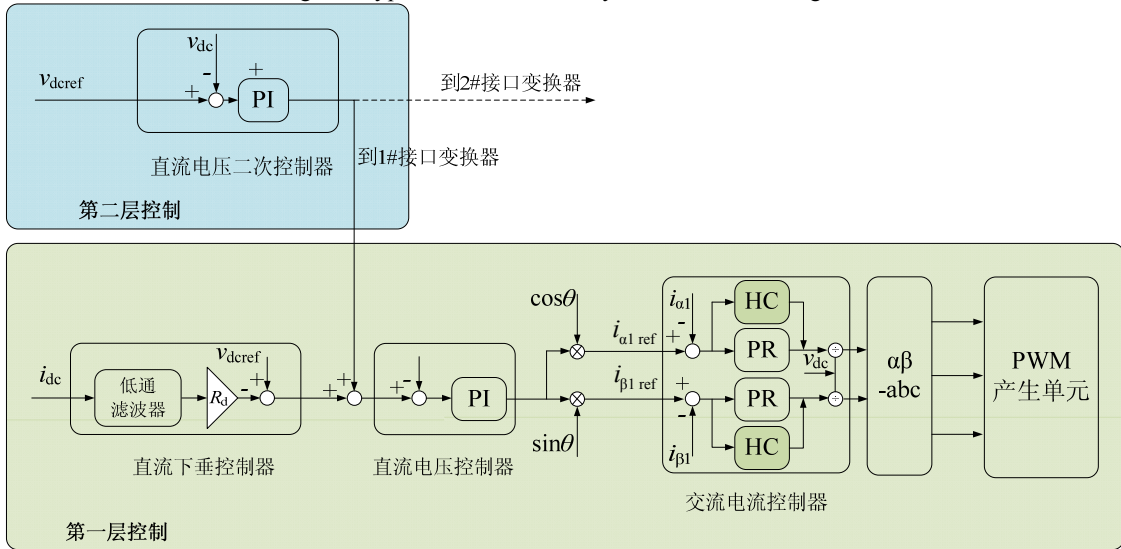 v_dcref
v_dc
-
+
+
PI
到2#接口变换器
到1#接口变换器
直流电压二次控制器
第二层控制
i_dc
低通
滤波器
R_d
v_dcref
-
+
+
+
+
-
PI
cosθ
sinθ
i_α1 ref
i_β1 ref
i_α1
-
+
HC
PR
÷
v_dc
+
-
PR
÷
HC
i_β1
αβ
-abc
PWM
产生单元
直流下垂控制器
直流电压控制器
交流电流控制器
第一层控制